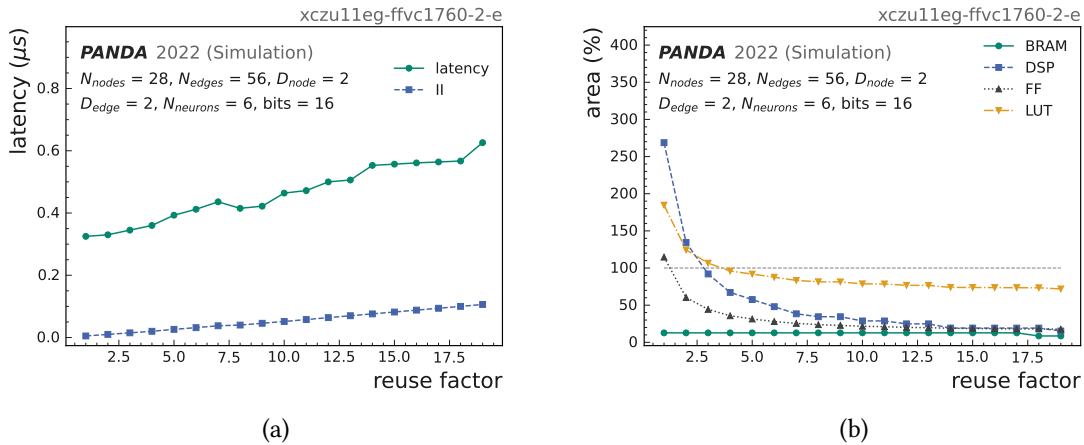 xczu11eg-ffvc1760-2-e
PANDA 2022 (Simulation)
N_nodes = 28, N_edges = 56, D_node = 2
D_edge = 2, N_neurons = 6, bits = 16
latency
II
latency (μs)
0.8
0.6
0.4
0.2
0.0
2.5 5.0 7.5 10.0 12.5 15.0 17.5
reuse factor
(a)
xczu11eg-ffvc1760-2-e
PANDA 2022 (Simulation)
N_nodes = 28, N_edges = 56, D_node = 2
D_edge = 2, N_neurons = 6, bits = 16
BRAM
DSP
FF
LUT
area (%)
400
350
300
250
200
150
100
50
0
2.5 5.0 7.5 10.0 12.5 15.0 17.5
reuse factor
(b)